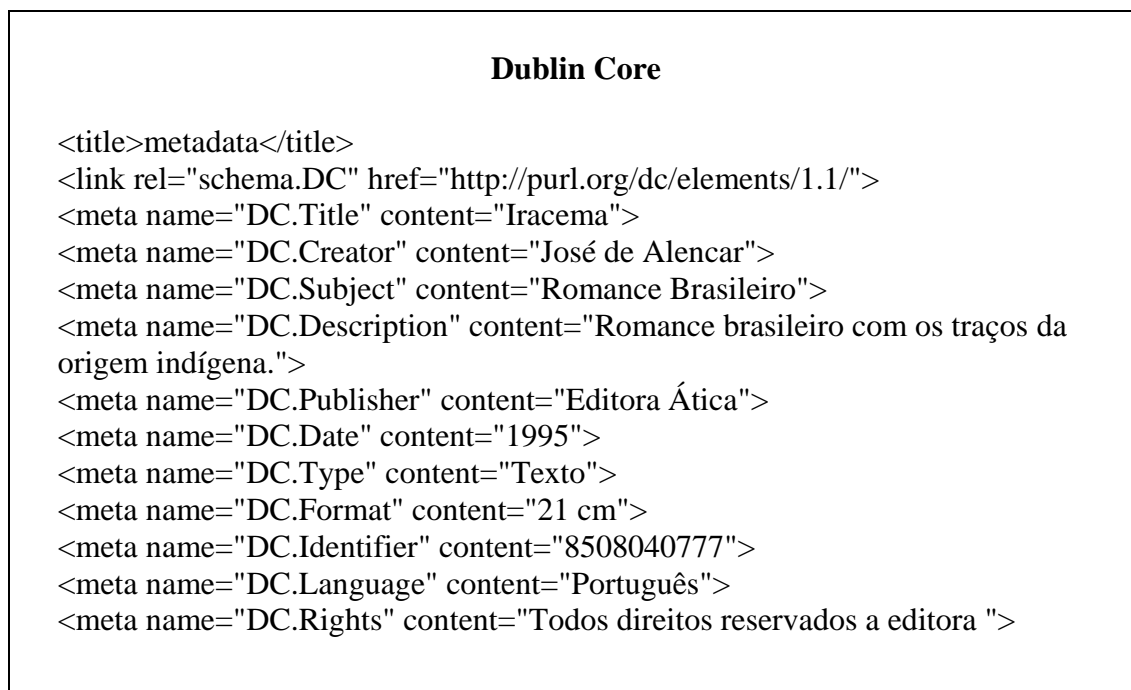 Dublin Core
<title>metadata</title>
<link rel="schema.DC" href="http://purl.org/dc/elements/1.1/">
<meta name="DC.Title" content="Iracema">
<meta name="DC.Creator" content="José de Alencar">
<meta name="DC.Subject" content="Romance Brasileiro">
<meta name="DC.Description" content="Romance brasileiro com os traços da
origem indígena.">
<meta name="DC.Publisher" content="Editora Ática">
<meta name="DC.Date" content="1995">
<meta name="DC.Type" content="Texto">
<meta name="DC.Format" content="21 cm">
<meta name="DC.Identifier" content="8508040777">
<meta name="DC.Language" content="Português">
<meta name="DC.Rights" content="Todos direitos reservados a editora ">